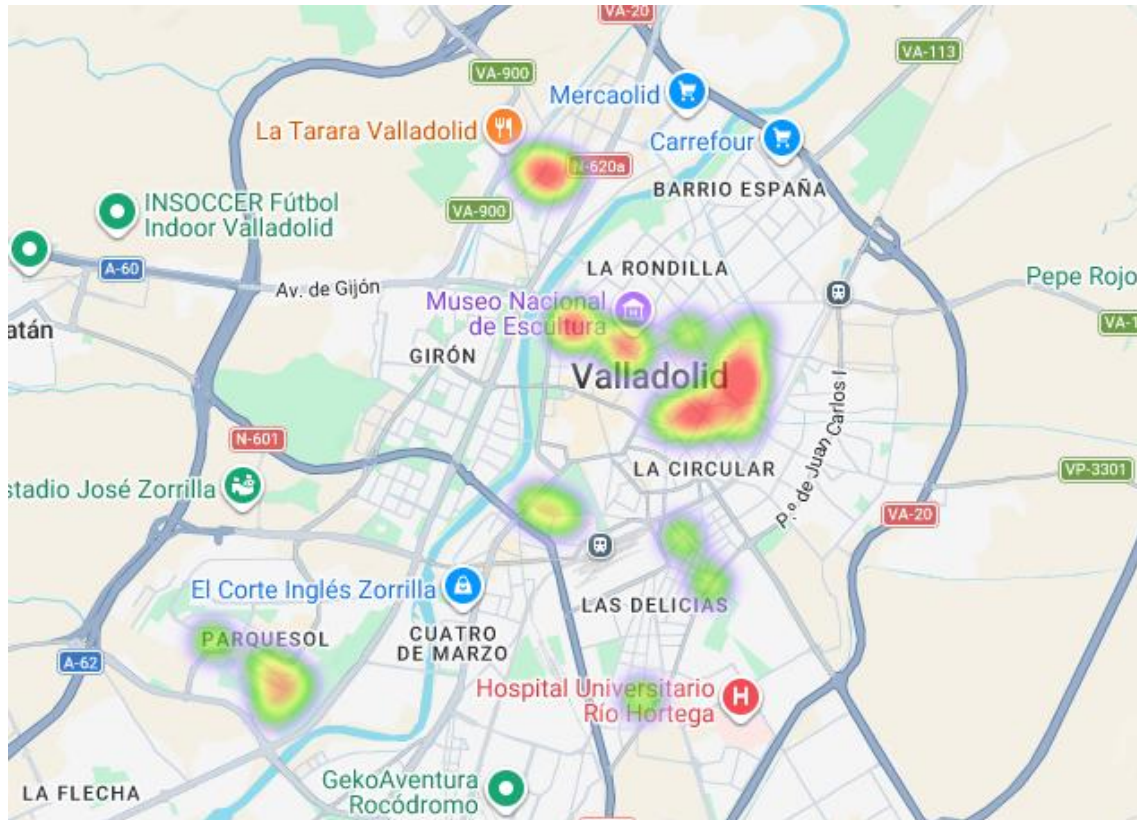 VA-20
VA-113
VA-900
Mercaolid
La Tarara Valladolid
Carrefour
N-620a
BARRIO ESPAÑA
INSOCCER Fútbol
Indoor Valladolid
VA-900
A-60
Av. de Gijón
LA RONDILLA
Pepe Rojo
Museo Nacional
de Escultura
VA-1
atán
GIRÓN
Valladolid
P.º de Juan Carlos I
N-601
LA CIRCULAR
VP-3301
stadio José Zorrilla
VA-20
El Corte Inglés Zorrilla
LAS DELICIAS
PARQUESOL
CUATRO
DE MARZO
A-62
Hospital Universitario
Río Hortega
H
GekoAventura
Rocódromo
LA FLECHA